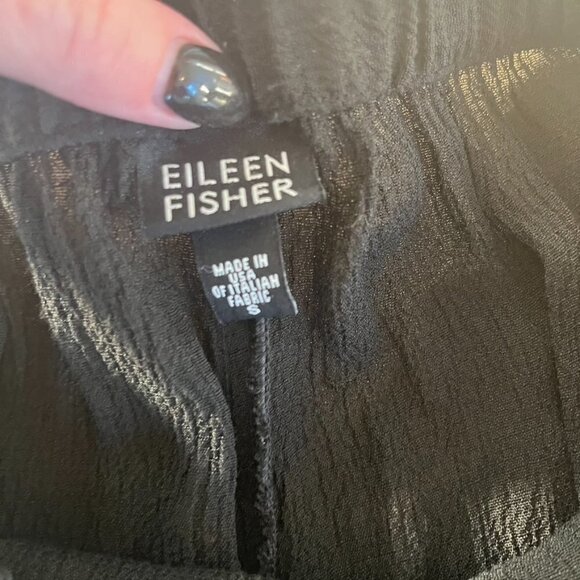 EILEEN
FISHER
MADE IN
USA
OF ITALIAN
FABRIC
S